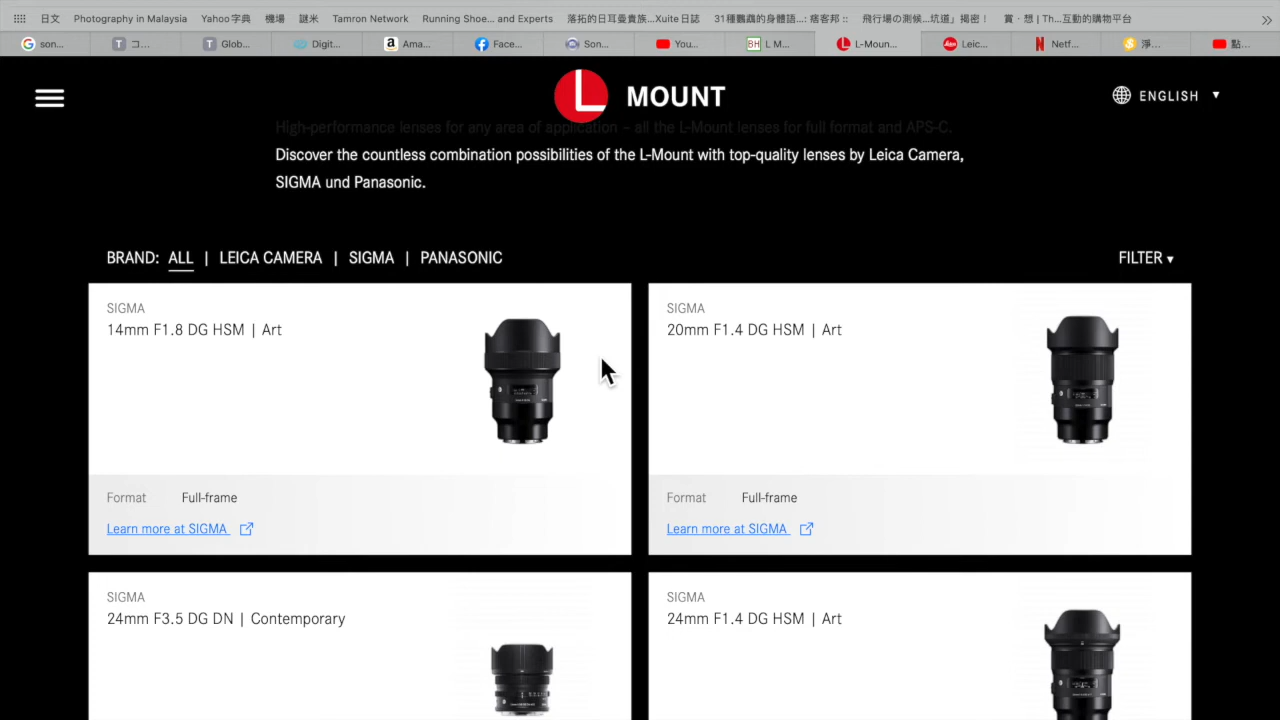 日文 Photography in Malaysia Yahoo字典 機場 謎米 Tamron Network Running Shoe... and Experts 落拓的日耳曼貴族...Xuite日誌 31種鸚鵡的身體語...: 痞客邦 :: 飛行場の測候...坑道」揭密！ 賞‧想 | Th...互動的購物平台
son... コ... Glob... Digit... Ama... Face... Son... You... BH L M... L-Moun... Leic... Netf... 淨... 點...
L MOUNT
ENGLISH
High-performance lenses for any area of application – all the L-Mount lenses for full format and APS-C.
Discover the countless combination possibilities of the L-Mount with top-quality lenses by Leica Camera,
SIGMA und Panasonic.
BRAND: ALL | LEICA CAMERA | SIGMA | PANASONIC
FILTER
SIGMA
14mm F1.8 DG HSM | Art
Format Full-frame
Learn more at SIGMA
SIGMA
20mm F1.4 DG HSM | Art
Format Full-frame
Learn more at SIGMA
SIGMA
24mm F3.5 DG DN | Contemporary
SIGMA
24mm F1.4 DG HSM | Art